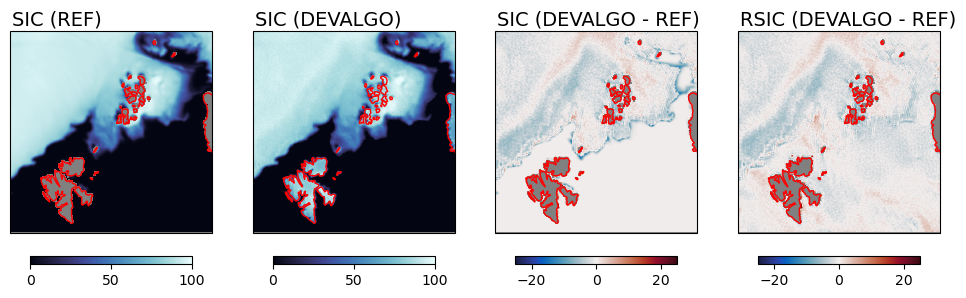 SIC (REF) SIC (DEVALGO) SIC (DEVALGO - REF) RSIC (DEVALGO - REF)
0 50 100 0 50 100 −20 0 20 −20 0 20